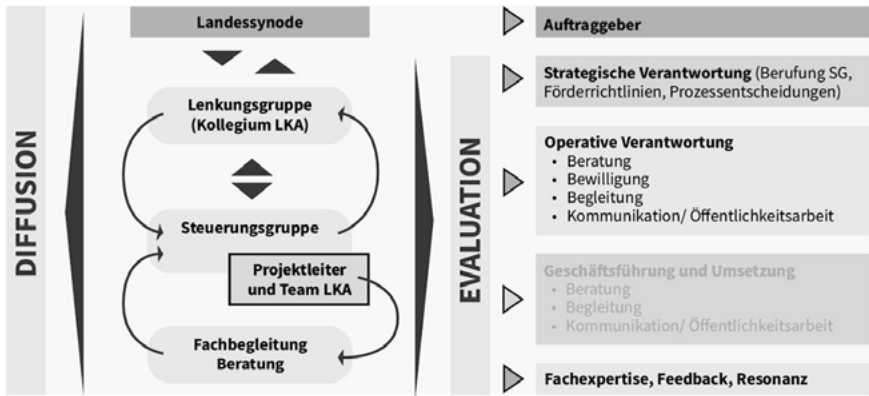 Landessynode
Auftraggeber
DIFFUSION
EVALUATION
Lenkungsgruppe
(Kollegium LKA)
Strategische Verantwortung (Berufung SG,
Förderrichtlinien, Prozessentscheidungen)
Steuerungsgruppe
Operative Verantwortung
• Beratung
• Bewilligung
• Begleitung
• Kommunikation/ Öffentlichkeitsarbeit
Projektleiter
und Team LKA
Geschäftsführung und Umsetzung
• Beratung
• Begleitung
• Kommunikation/ Öffentlichkeitsarbeit
Fachbegleitung
Beratung
Fachexpertise, Feedback, Resonanz